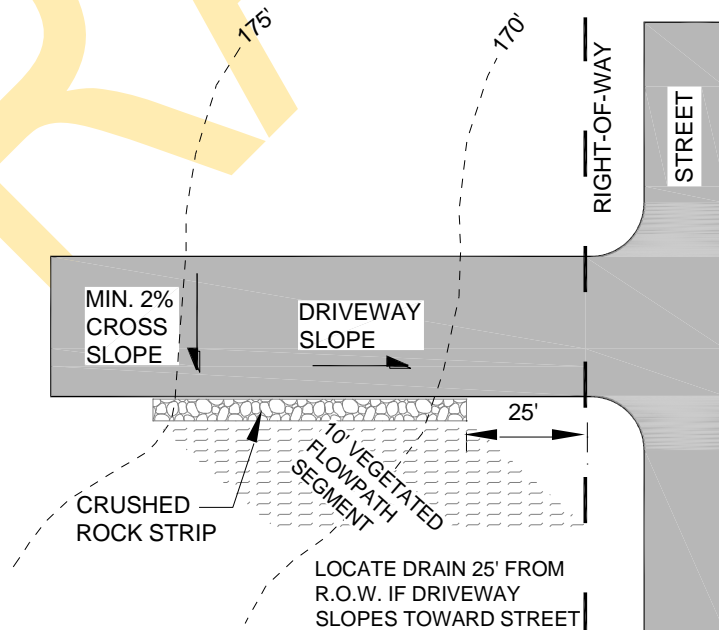 175'
170'
RIGHT-OF-WAY
STREET
MIN. 2%
CROSS
SLOPE
DRIVEWAY
SLOPE
25'
10' VEGETATED
FLOWPATH
SEGMENT
CRUSHED
ROCK STRIP
LOCATE DRAIN 25' FROM
R.O.W. IF DRIVEWAY
SLOPES TOWARD STREET